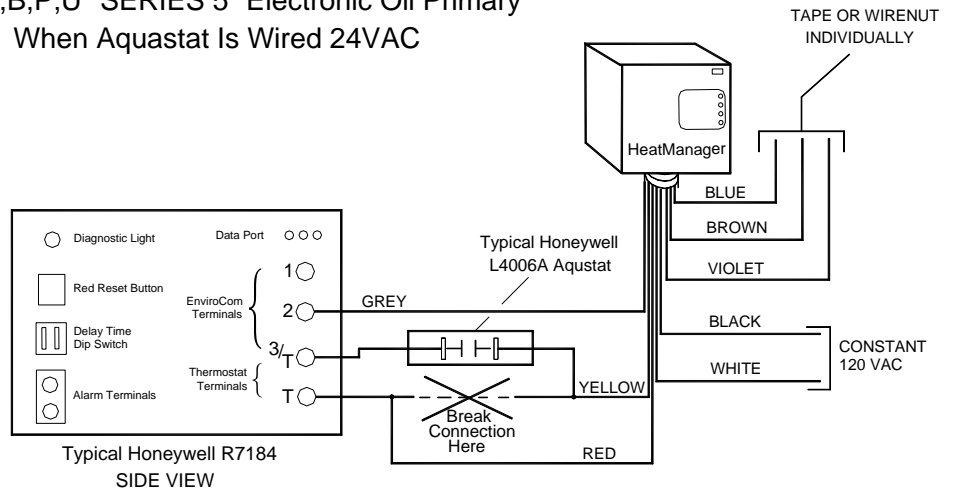 ,B,P,U "SERIES 5" Electronic Oil Primary
When Aquastat Is Wired 24VAC
TAPE OR WIRENUT
INDIVIDUALLY
HeatManager
BLUE
BROWN
VIOLET
BLACK
WHITE
CONSTANT
120 VAC
Typical Honeywell
L4006A Aqustat
Diagnostic Light
Data Port
Red Reset Button
EnviroCom
Terminals
1
2
GREY
Delay Time
Dip Switch
3/T
Thermostat
Terminals
T
Alarm Terminals
YELLOW
Break
Connection
Here
RED
Typical Honeywell R7184
SIDE VIEW